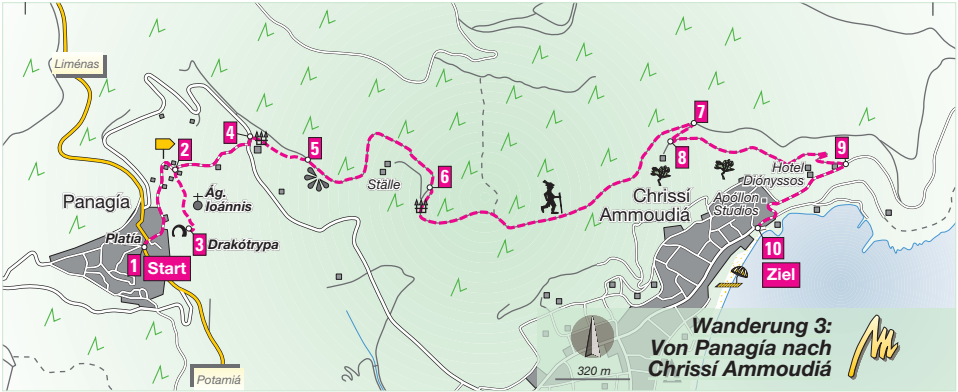 Liménas
Panagía
Platía
1
Start
2
Ág.
Ioánnis
3
Drakótrypa
4
5
Ställe
6
7
8
Chrissí
Ammoudiá
9
Hotel
Diónyssos
Apóllon
Studios
10
Ziel
Potamiá
320 m
Wanderung 3:
Von Panagía nach
Chrissí Ammoudiá